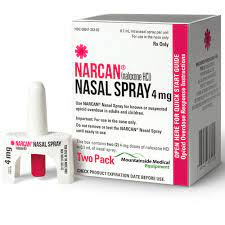 Rx Only
NARCAN®
(naloxone HCl)
NASAL SPRAY 4 mg
Use NARCAN® Nasal Spray for known or suspected
opioid overdose in adults and children.
Important: For use in the nose only.
Do not remove or test the NARCAN® Nasal Spray
until ready to use.
This box contains two (2) 4 mg doses of naloxone HCl
in 0.1 mL of nasal spray.
Two Pack
Mountainside Medical
Equipment
CHECK PRODUCT EXPIRATION DATE BEFORE USE.
OPEN HERE FOR QUICK START GUIDE
Opioid Overdose Response Instructions
NARCAN®
NASAL SPRAY
4 mg